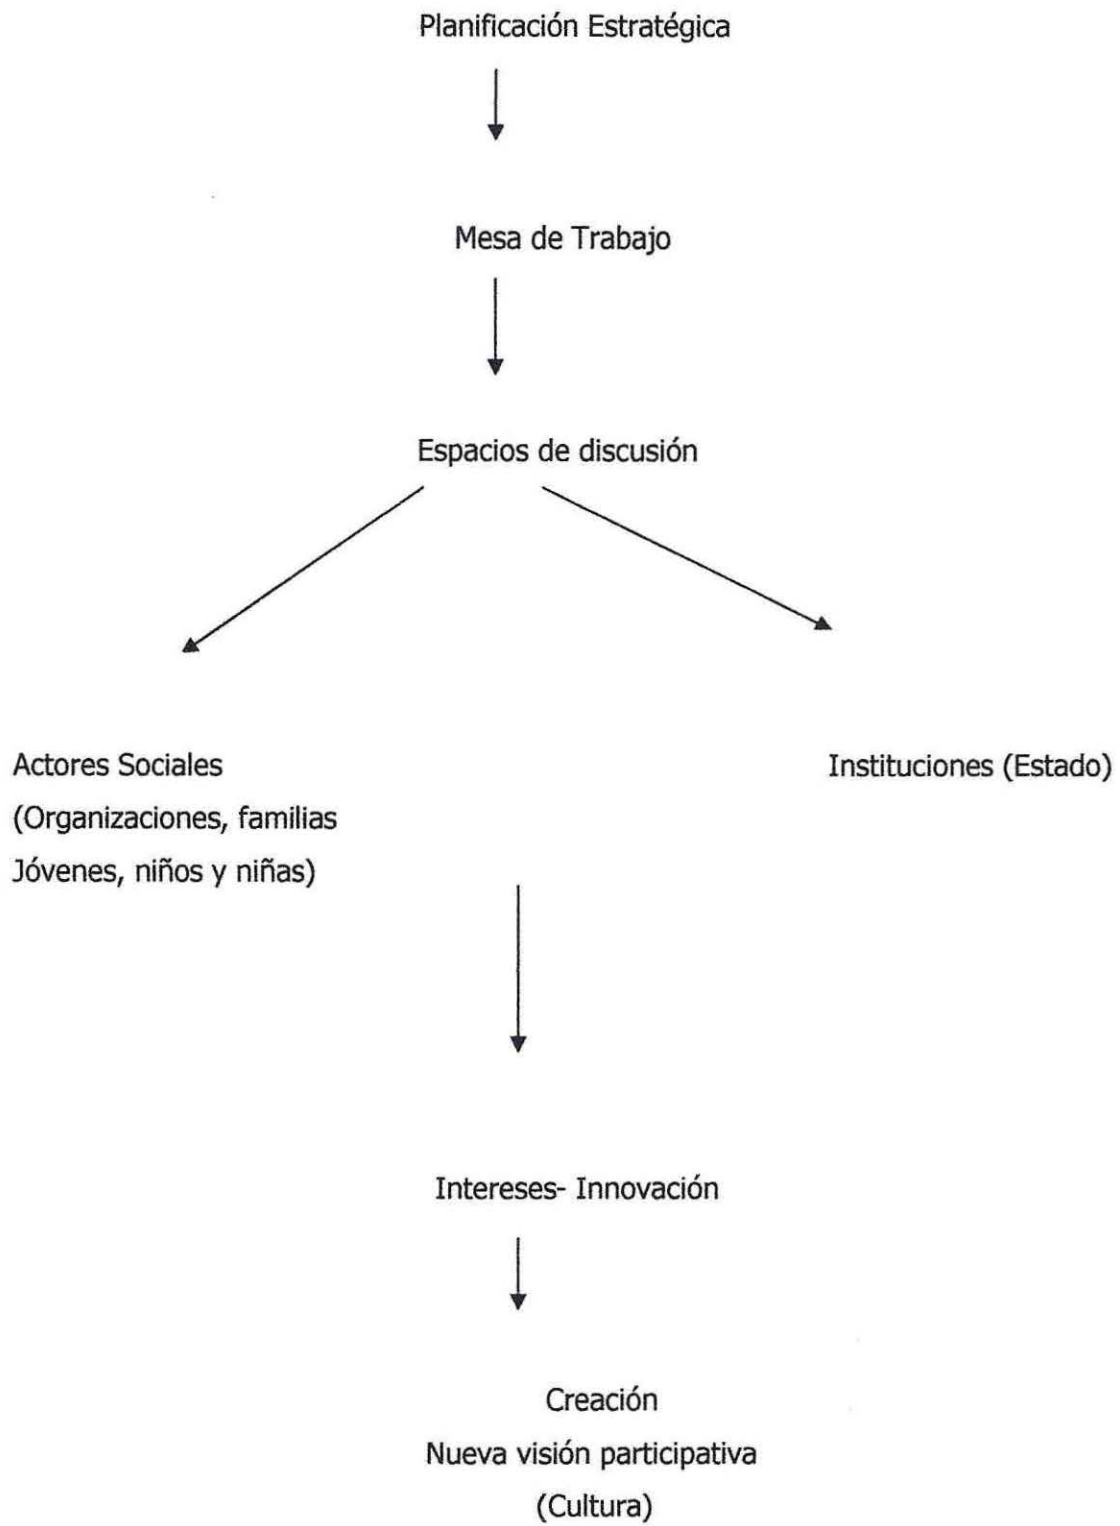 Planificación Estratégica
Mesa de Trabajo
Espacios de discusión
Actores Sociales
(Organizaciones, familias
Jóvenes, niños y niñas)
Instituciones (Estado)
Intereses- Innovación
Creación
Nueva visión participativa
(Cultura)